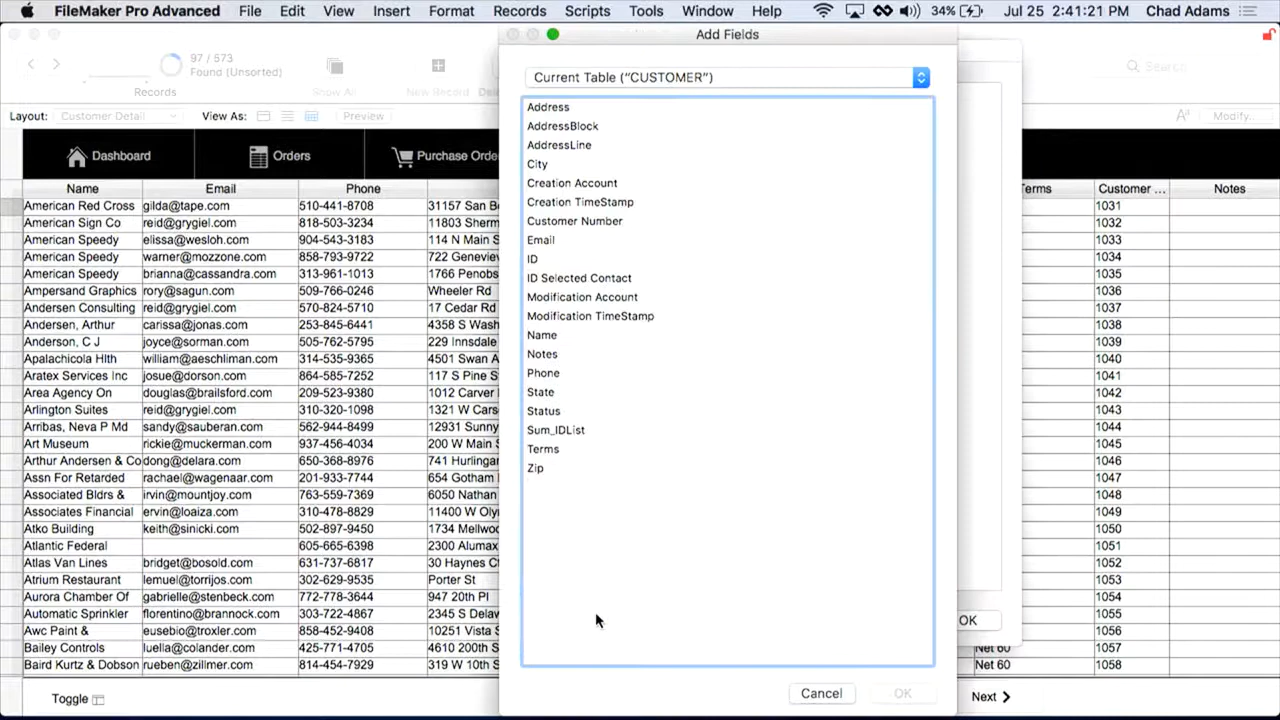 FileMaker Pro Advanced File Edit View Insert Format Records Scripts Tools Window Help 34% Jul 25 2:41:21 PM Chad Adams
Add Fields
97 / 573
Found (Unsorted)
Records
Show All
New Record
Search
Current Table ("CUSTOMER")
Layout: Customer Detail View As: Preview
Modify...
Dashboard
Orders
Purchase Orde
Address
AddressBlock
AddressLine
City
Creation Account
Creation TimeStamp
Customer Number
Email
ID
ID Selected Contact
Modification Account
Modification TimeStamp
Name
Notes
Phone
State
Status
Sum_IDList
Terms
Zip
Cancel OK
OK
Name Email Phone Terms Customer ... Notes
American Red Cross gilda@tape.com 510-441-8708 31157 San B 1031
American Sign Co reid@grygiel.com 818-503-3234 11803 Sherm 1032
American Speedy elissa@wesloh.com 904-543-3183 114 N Main S 1033
American Speedy warner@mozzone.com 858-793-9722 722 Geneviev 1034
American Speedy brianna@cassandra.com 313-961-1013 1766 Penobs 1035
Ampersand Graphics rory@sagun.com 509-766-0246 Wheeler Rd 1036
Andersen Consulting reid@grygiel.com 570-824-5710 17 Cedar Rd 1037
Andersen, Arthur carissa@jonas.com 253-845-6441 4358 S Wash 1038
Anderson, C J joyce@sorman.com 505-762-5795 229 Innsdale 1039
Apalachicola Hlth william@aeschliman.com 314-535-9365 4501 Swan A 1040
Aratex Services Inc josue@dorson.com 864-585-7252 117 S Pine S 1041
Area Agency On douglas@brailsford.com 209-523-9380 1012 Carver 1042
Arlington Suites reid@grygiel.com 310-320-1098 1321 W Cars 1043
Arribas, Neva P Md sandy@sauberan.com 562-944-8499 12931 Sunny 1044
Art Museum rickie@muckerman.com 937-456-4034 200 W Main 1045
Arthur Andersen & Co dong@delara.com 650-368-8976 741 Hurlingar 1046
Assn For Retarded rachael@wagenaar.com 201-933-7744 654 Gotham 1047
Associated Bldrs & irvin@mountjoy.com 763-559-7369 6050 Nathan 1048
Associates Financial ervin@loaiza.com 310-478-8829 11400 W Oly 1049
Atko Building keith@sinicki.com 502-897-9450 1734 Mellwoo 1050
Atlantic Federal 605-665-6398 2300 Alumax 1051
Atlas Van Lines bridget@bosold.com 631-737-6817 30 Haynes C 1052
Atrium Restaurant lemuel@torrijos.com 302-629-9535 Porter St 1053
Aurora Chamber Of gabrielle@stenbeck.com 772-778-3644 947 20th Pl 1054
Automatic Sprinkler florentino@brannock.com 303-722-4867 2345 S Delaw 1055
Awc Paint & eusebio@troxler.com 858-452-9408 10251 Vista S 1056
Bailey Controls luella@colander.com 425-771-4705 4610 200th S Net 60 1057
Baird Kurtz & Dobson rueben@zillmer.com 814-454-7929 319 W 10th S Net 60 1058
Toggle
Next